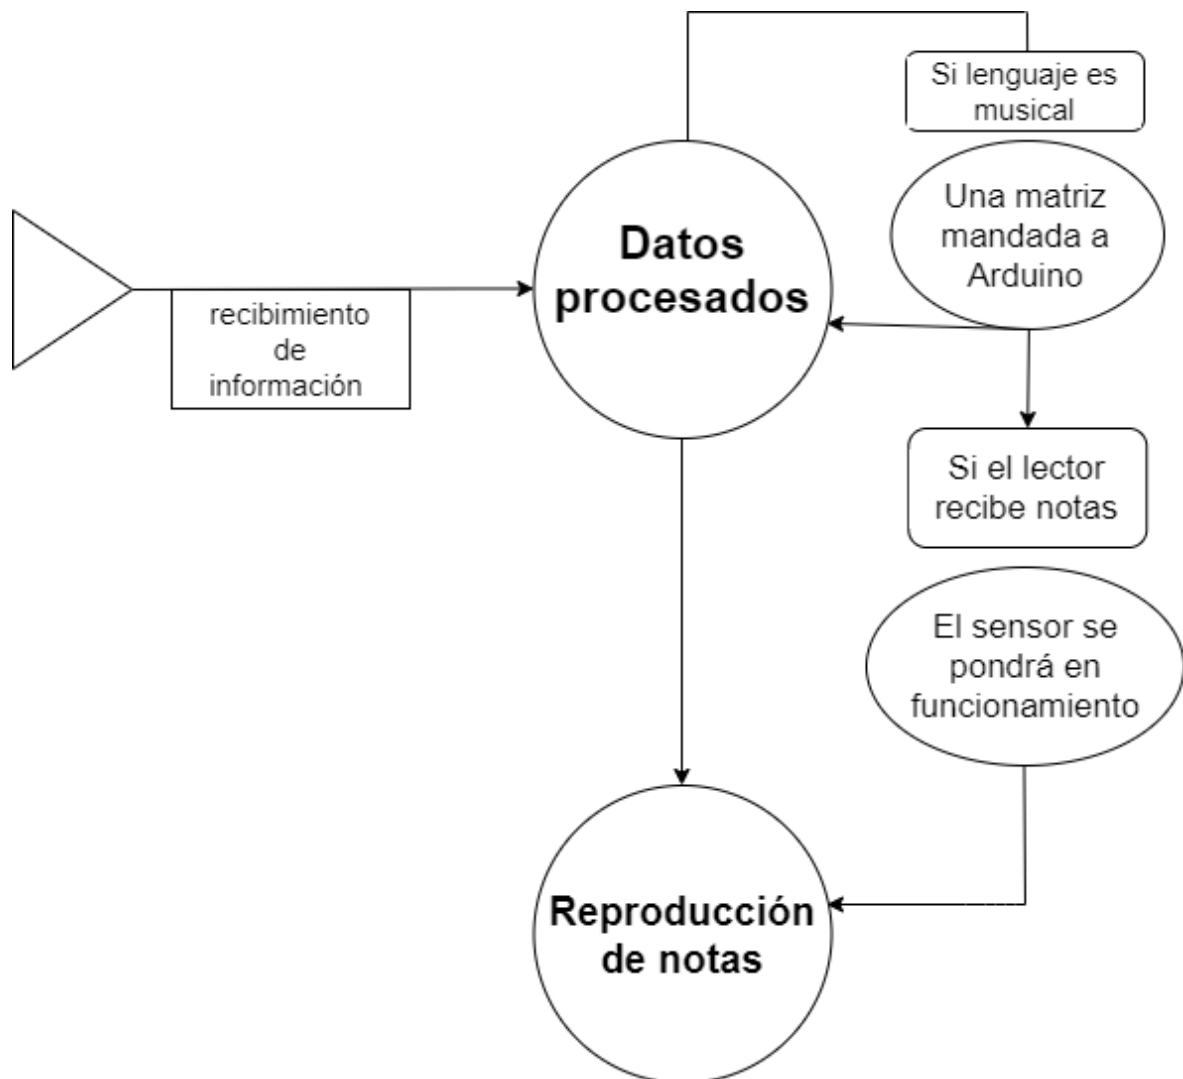 Si lenguaje es
musical
Una matriz
mandada a
Arduino
Datos
procesados
recibimiento
de
información
Si el lector
recibe notas
El sensor se
pondrá en
funcionamiento
Reproducción
de notas